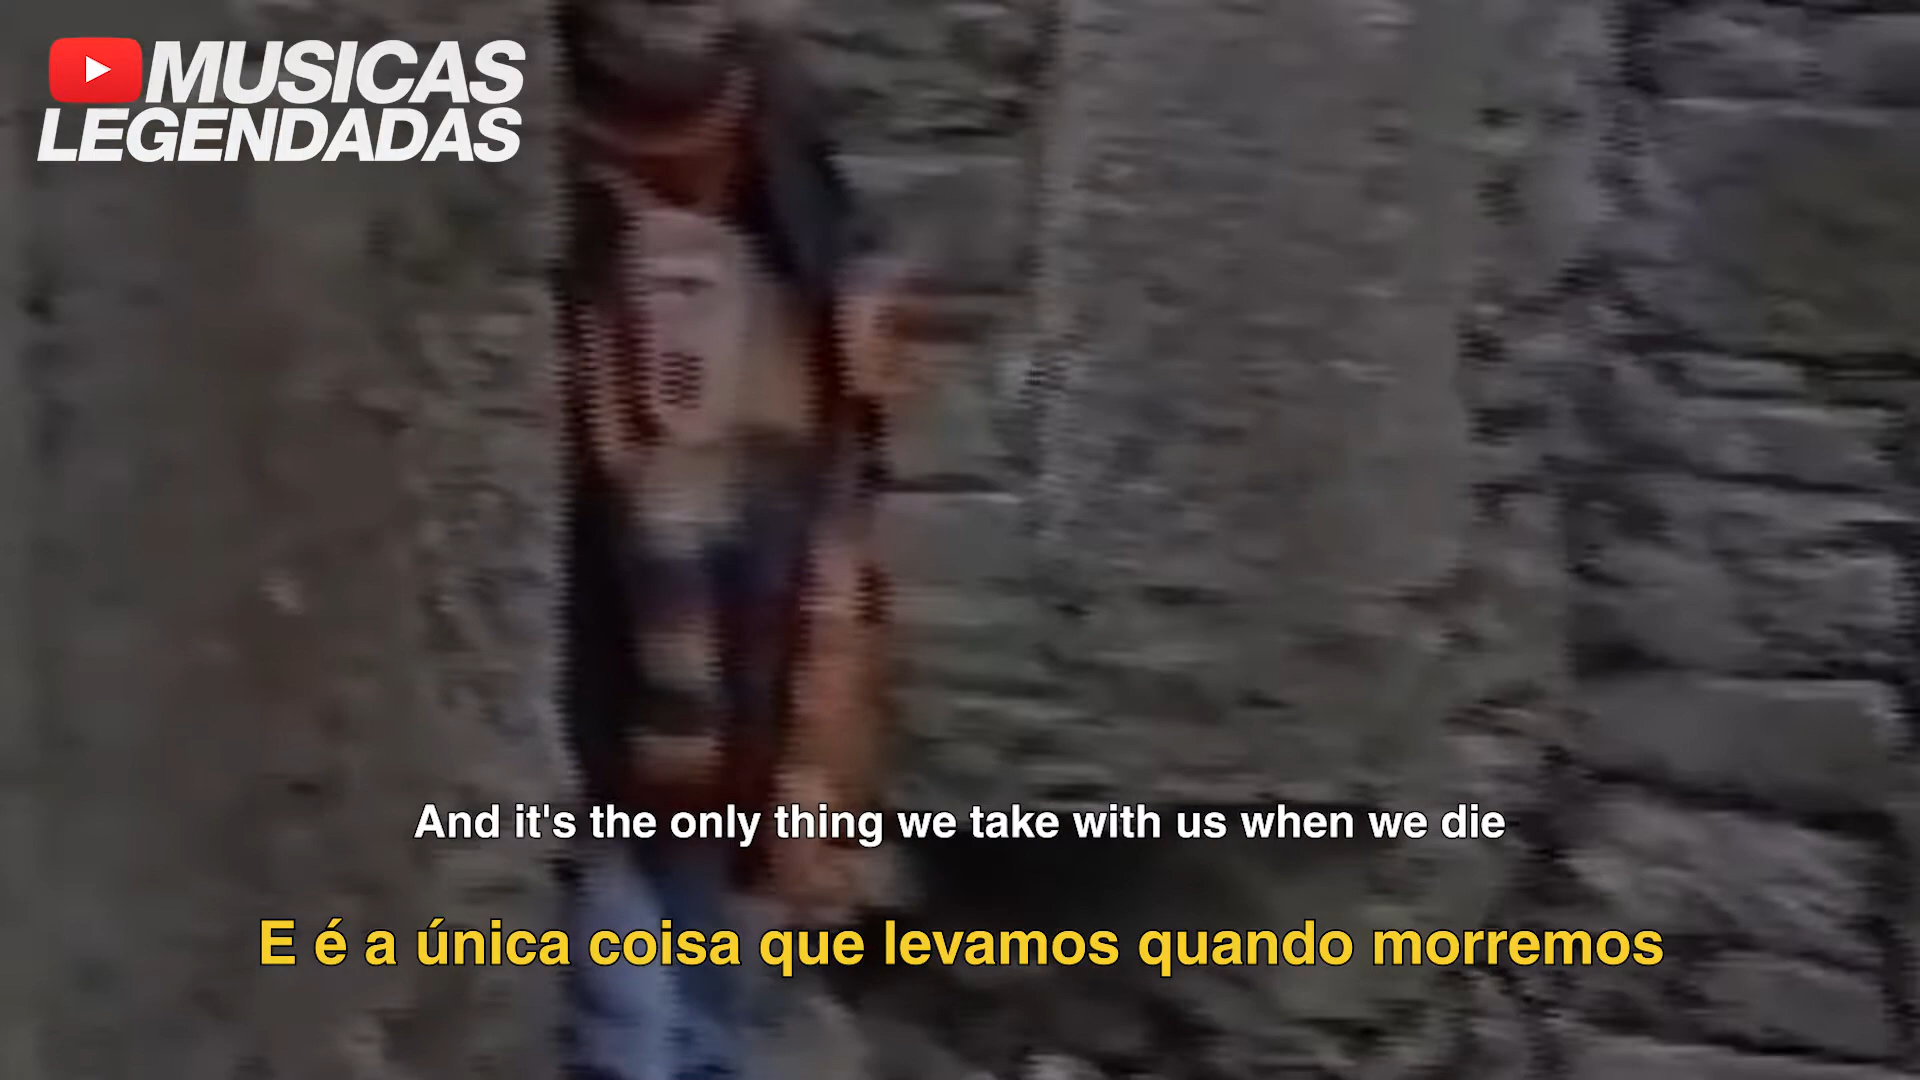 MUSICAS
LEGENDADAS
And it's the only thing we take with us when we die
E é a única coisa que levamos quando morremos